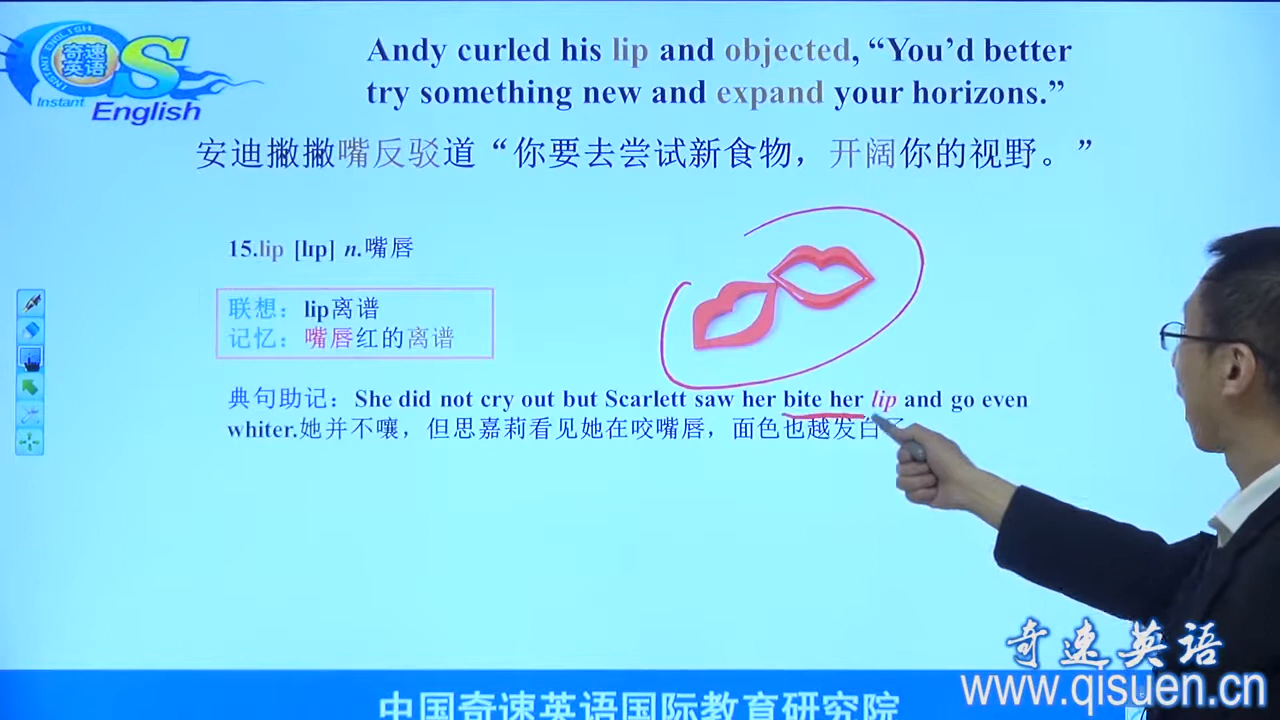 INSTANT ENGLISH
奇速
英语
S
Instant
English
Andy curled his lip and objected, “You’d better
try something new and expand your horizons.”
安迪撇撇嘴反驳道“你要去尝试新食物，开阔你的视野。”
15.lip [lɪp] n.嘴唇
联想：lip离谱
记忆：嘴唇红的离谱
典句助记：She did not cry out but Scarlett saw her bite her lip and go even
whiter.她并不嚷，但思嘉莉看见她在咬嘴唇，面色也越发白了
奇速英语
www.qisuen.cn
中国奇速英语国际教育研究院